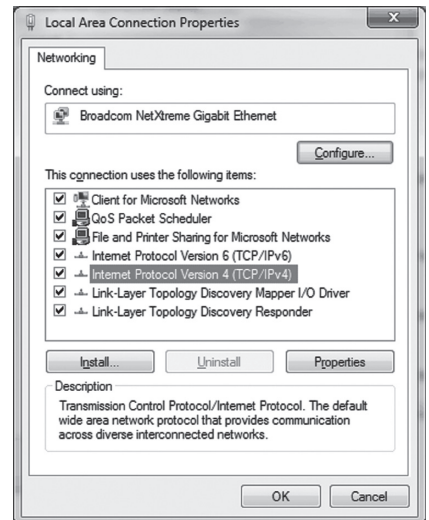 Local Area Connection Properties
x
Networking
Connect using:
Broadcom NetXtreme Gigabit Ethernet
Configure...
This connection uses the following items:
Client for Microsoft Networks
QoS Packet Scheduler
File and Printer Sharing for Microsoft Networks
Internet Protocol Version 6 (TCP/IPv6)
Internet Protocol Version 4 (TCP/IPv4)
Link-Layer Topology Discovery Mapper I/O Driver
Link-Layer Topology Discovery Responder
Install... Uninstall Properties
Description
Transmission Control Protocol/Internet Protocol. The default
wide area network protocol that provides communication
across diverse interconnected networks.
OK Cancel